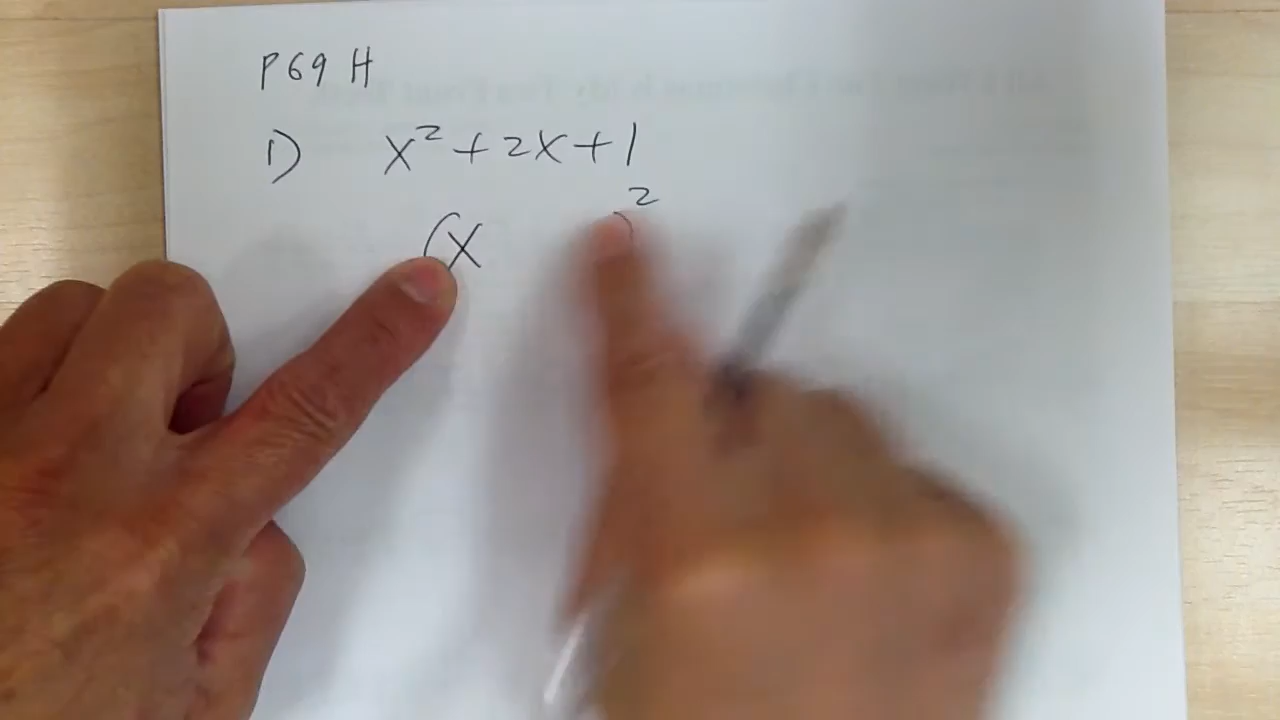 P69 H
1) x² + 2x + 1
(x )²